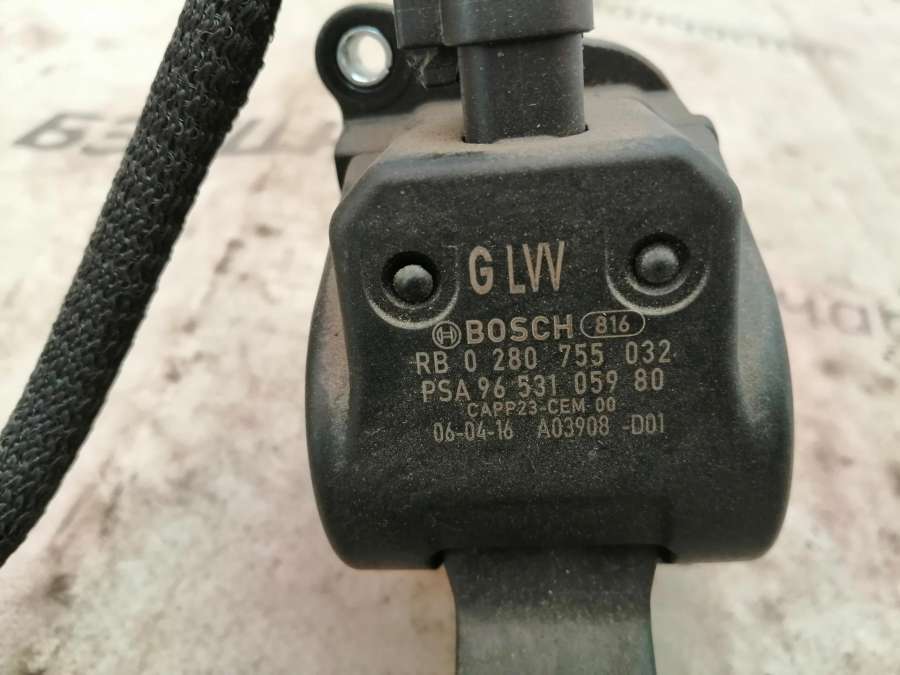 G LVV
BOSCH 816
RB 0 280 755 032
PSA 96 531 059 80
CAPP23-CEM 00
06-04-16 A03908 -D01